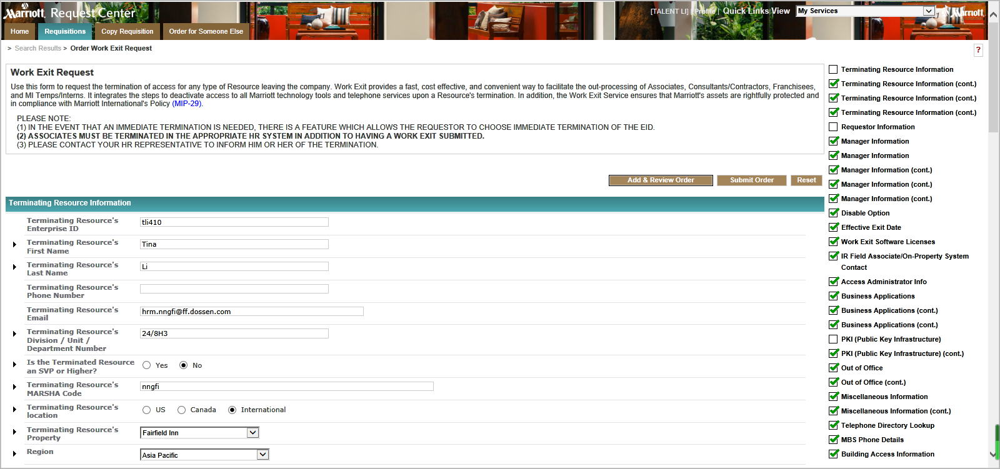 Marriott. Request Center
[TALENT LI] | Profile | Quick Links View My Services
Marriott.
Home Requisitions Copy Requisition Order for Someone Else
> Search Results > Order Work Exit Request
?
Work Exit Request
Use this form to request the termination of access for any type of Resource leaving the company. Work Exit provides a fast, cost effective, and convenient way to facilitate the out-processing of Associates, Consultants/Contractors, Franchisees,
and MI Temps/Interns. It integrates the steps to deactivate access to all Marriott technology tools and telephone services upon a Resource's termination. In addition, the Work Exit Service ensures that Marriott's assets are rightfully protected and
in compliance with Marriott International's Policy (MIP-29).
PLEASE NOTE:
(1) IN THE EVENT THAT AN IMMEDIATE TERMINATION IS NEEDED, THERE IS A FEATURE WHICH ALLOWS THE REQUESTOR TO CHOOSE IMMEDIATE TERMINATION OF THE EID.
(2) ASSOCIATES MUST BE TERMINATED IN THE APPROPRIATE HR SYSTEM IN ADDITION TO HAVING A WORK EXIT SUBMITTED.
(3) PLEASE CONTACT YOUR HR REPRESENTATIVE TO INFORM HIM OR HER OF THE TERMINATION.
Add & Review Order Submit Order Reset
Terminating Resource Information
Terminating Resource's
Enterprise ID
tli410
Terminating Resource's
First Name
Tina
Terminating Resource's
Last Name
Li
Terminating Resource's
Phone Number
Terminating Resource's
Email
hrm.nngfi@ff.dossen.com
Terminating Resource's
Division / Unit /
Department Number
24/8H3
Is the Terminated Resource
an SVP or Higher?
Yes No
Terminating Resource's
MARSHA Code
nngfi
Terminating Resource's
location
US Canada International
Terminating Resource's
Property
Fairfield Inn
Region
Asia Pacific
Terminating Resource Information
Terminating Resource Information (cont.)
Terminating Resource Information (cont.)
Terminating Resource Information (cont.)
Requestor Information
Manager Information
Manager Information
Manager Information (cont.)
Manager Information (cont.)
Manager Information (cont.)
Disable Option
Effective Exit Date
Work Exit Software Licenses
IR Field Associate/On-Property System
Contact
Access Administrator Info
Business Applications
Business Applications (cont.)
Business Applications (cont.)
PKI (Public Key Infrastructure)
PKI (Public Key Infrastructure) (cont.)
Out of Office
Out of Office (cont.)
Miscellaneous Information
Miscellaneous Information (cont.)
Telephone Directory Lookup
MBS Phone Details
Building Access Information